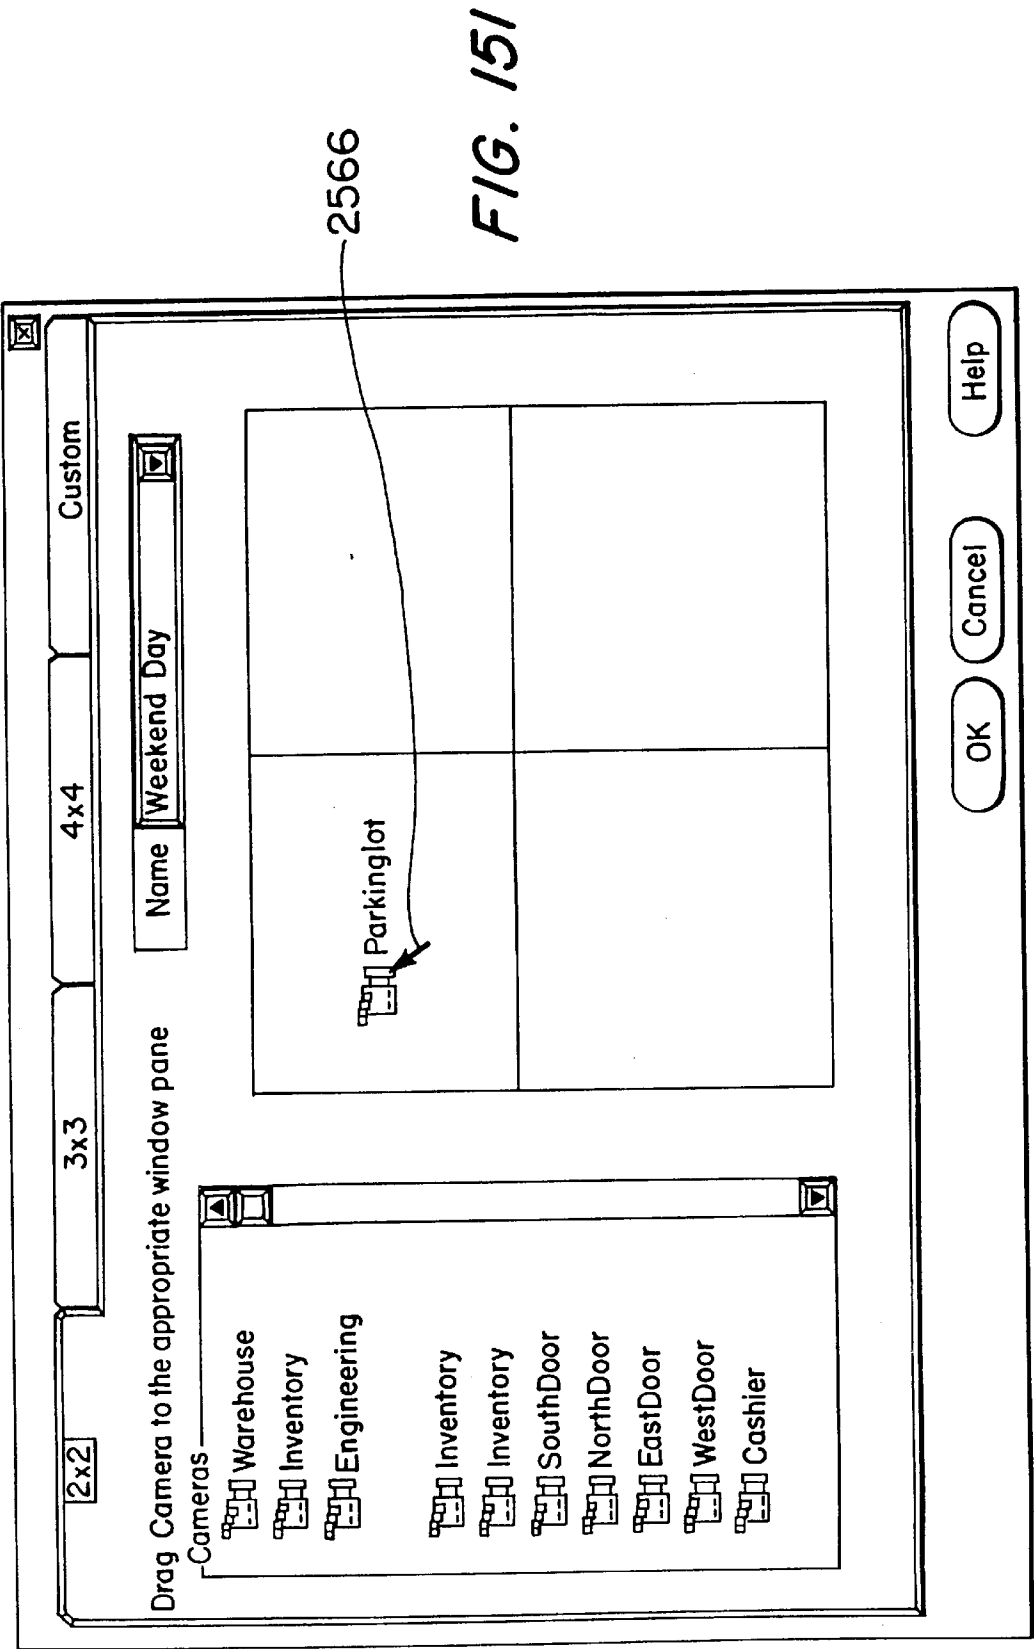 2x2
3x3
4x4
Custom
Drag Camera to the appropriate window pane
Name
Weekend Day
Cameras
Warehouse
Inventory
Engineering
Inventory
Inventory
SouthDoor
NorthDoor
EastDoor
WestDoor
Cashier
Parkinglot
2566
OK
Cancel
Help
FIG. 151